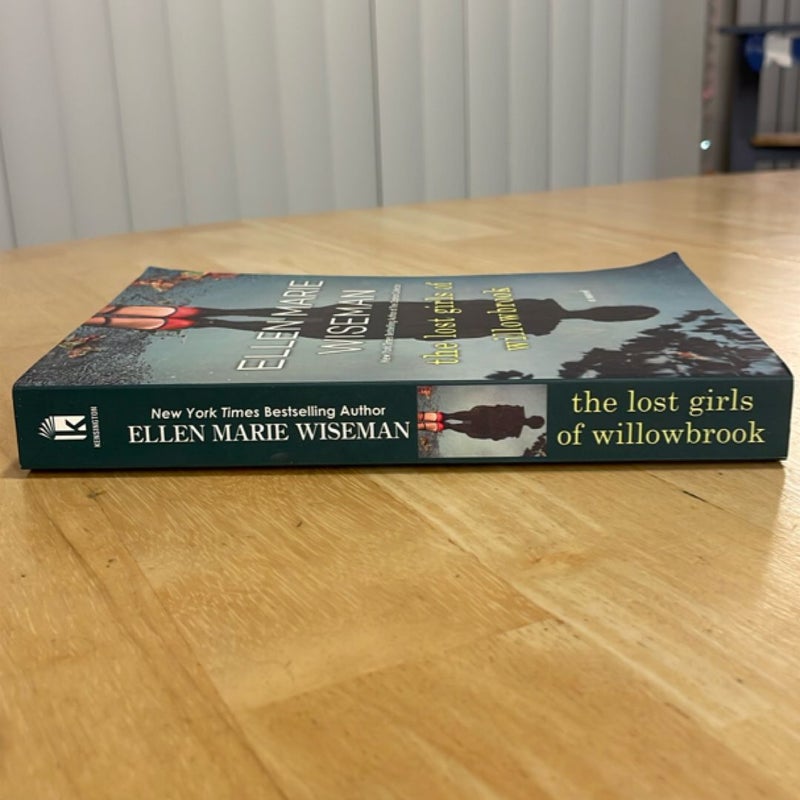 ELLEN MARIE
WISEMAN
the lost girls of
willowbrook
a novel
k
KENSINGTON
New York Times Bestselling Author
ELLEN MARIE WISEMAN
the lost girls
of willowbrook